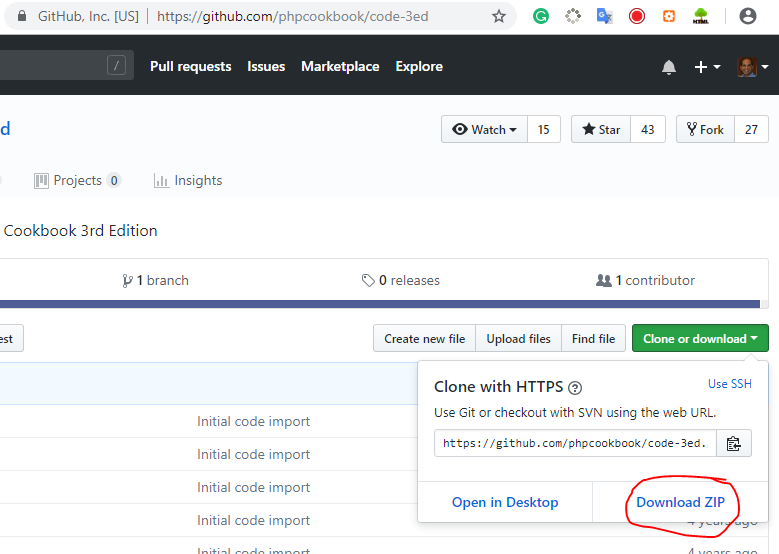 GitHub, Inc. [US] | https://github.com/phpcookbook/code-3ed
HTML
/ Pull requests Issues Marketplace Explore
d
Watch 15 Star 43 Fork 27
Projects 0 Insights
Cookbook 3rd Edition
1 branch 0 releases 1 contributor
est Create new file Upload files Find file Clone or download
Clone with HTTPS ? Use SSH
Use Git or checkout with SVN using the web URL.
https://github.com/phpcookbook/code-3ed.
Open in Desktop Download ZIP
Initial code import
Initial code import
Initial code import
Initial code import 4 years ago
Initial code import 4 years ago